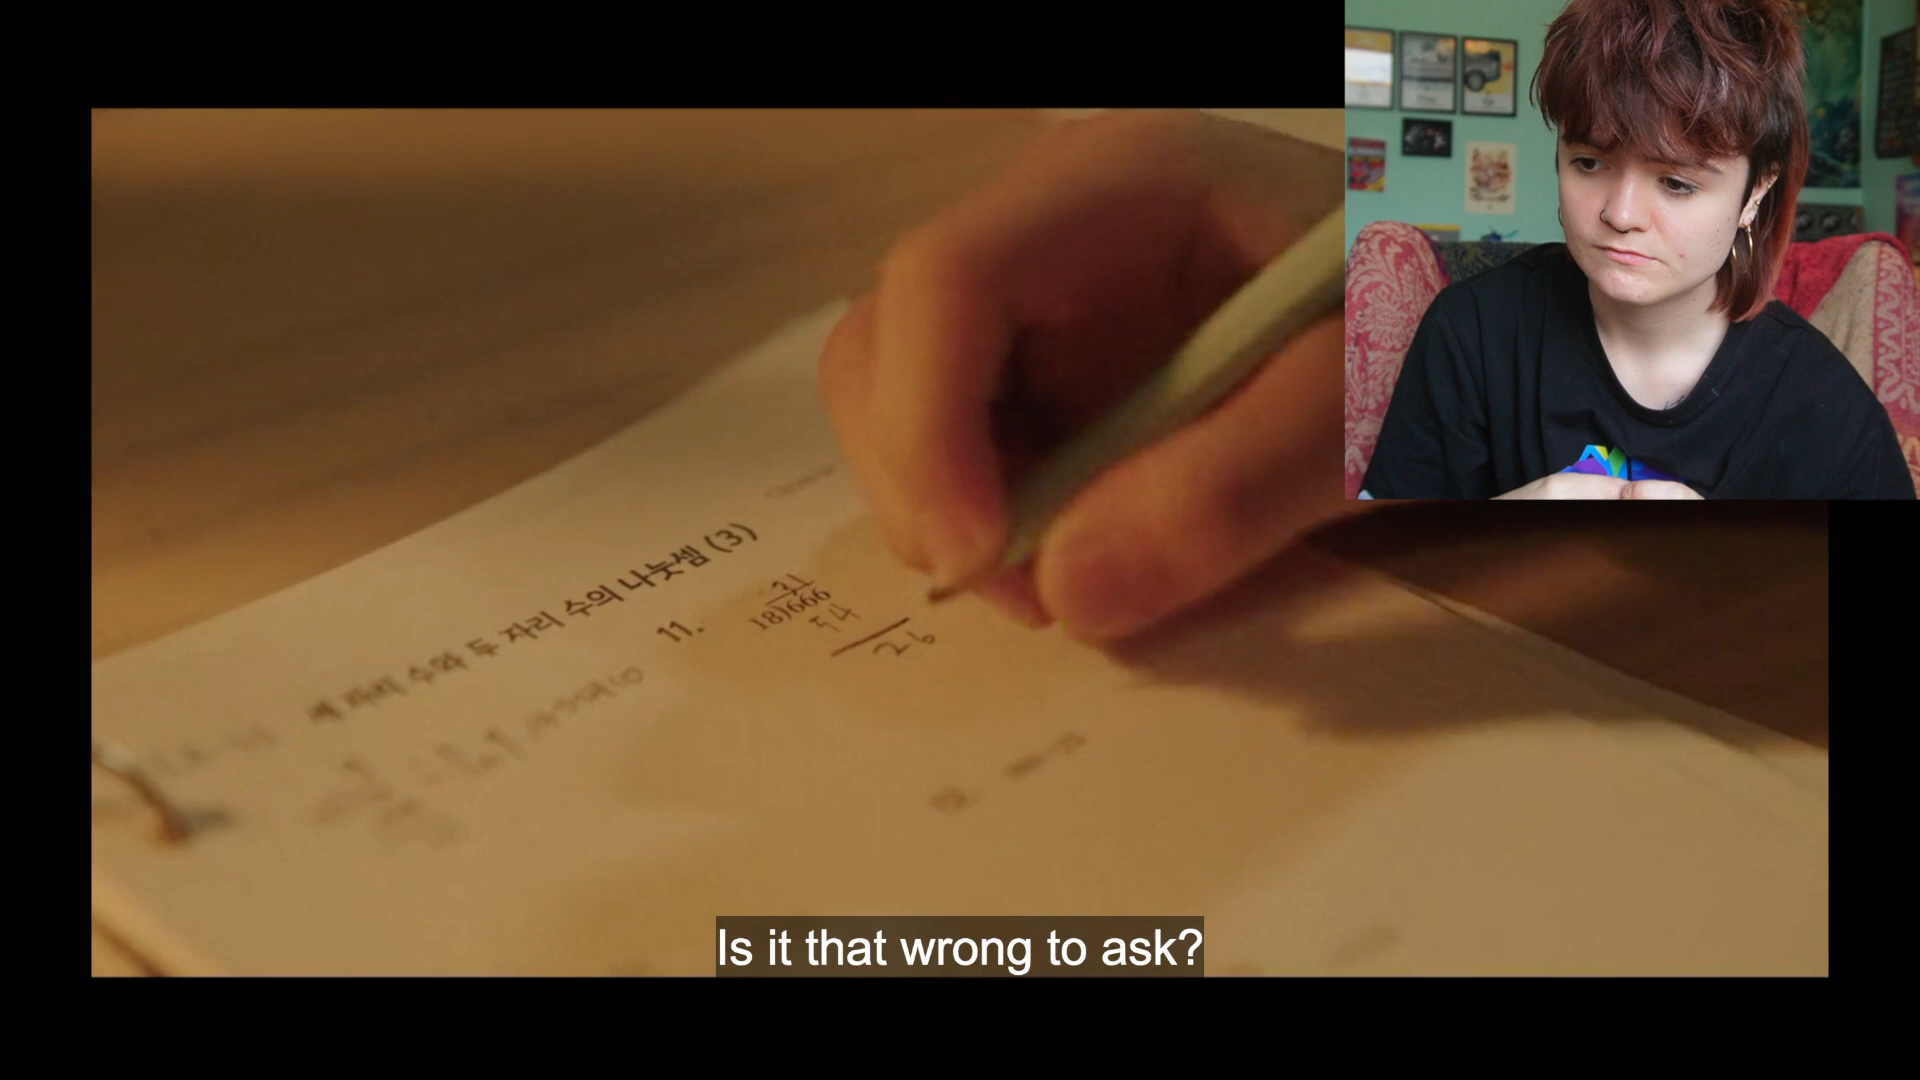 세 자리 수와 두 자리 수의 나눗셈 (3)
11.
31
18)666
54
26
Is it that wrong to ask?